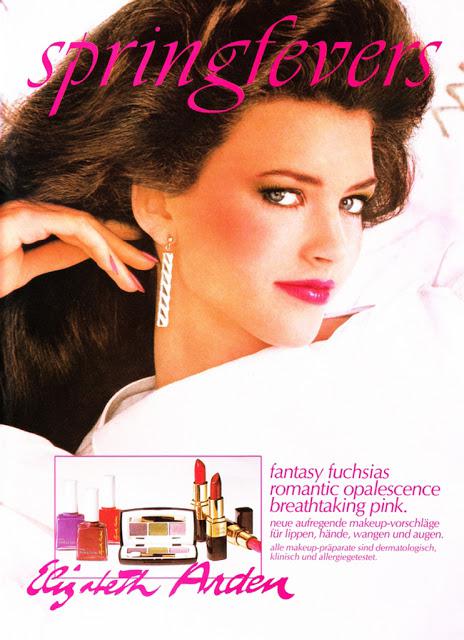 springfevers
fantasy fuchsias
romantic opalescence
breathtaking pink.
neue aufregende makeup-vorschläge
für lippen, hände, wangen und augen.
alle makeup-präparate sind dermatologisch,
klinisch und allergiegetestet.
Elizabeth Arden